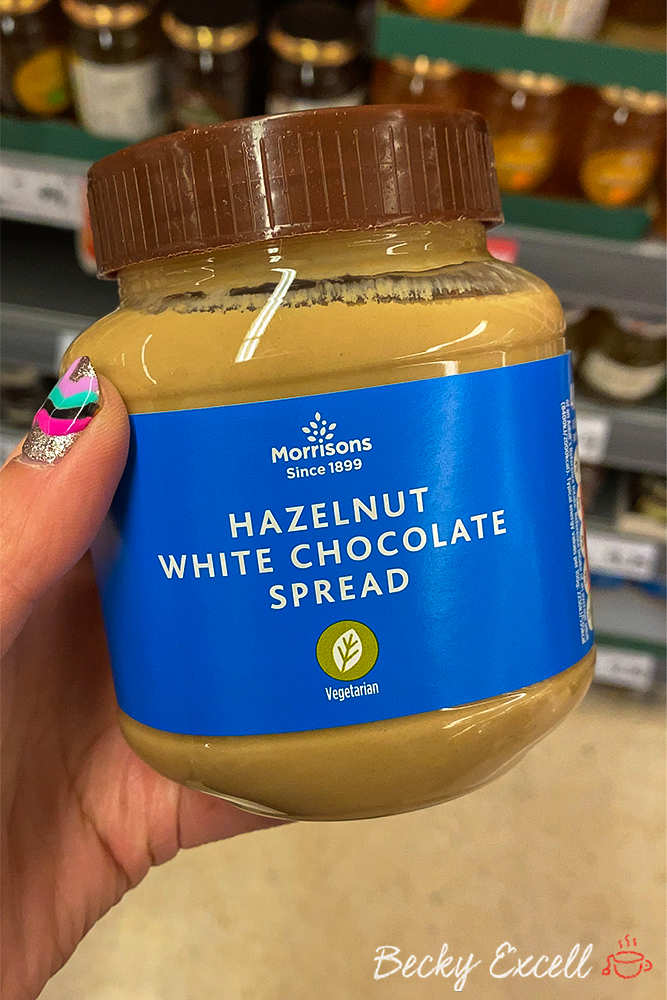 Morrisons
Since 1899
HAZELNUT
WHITE CHOCOLATE
SPREAD
Vegetarian
Becky Excell